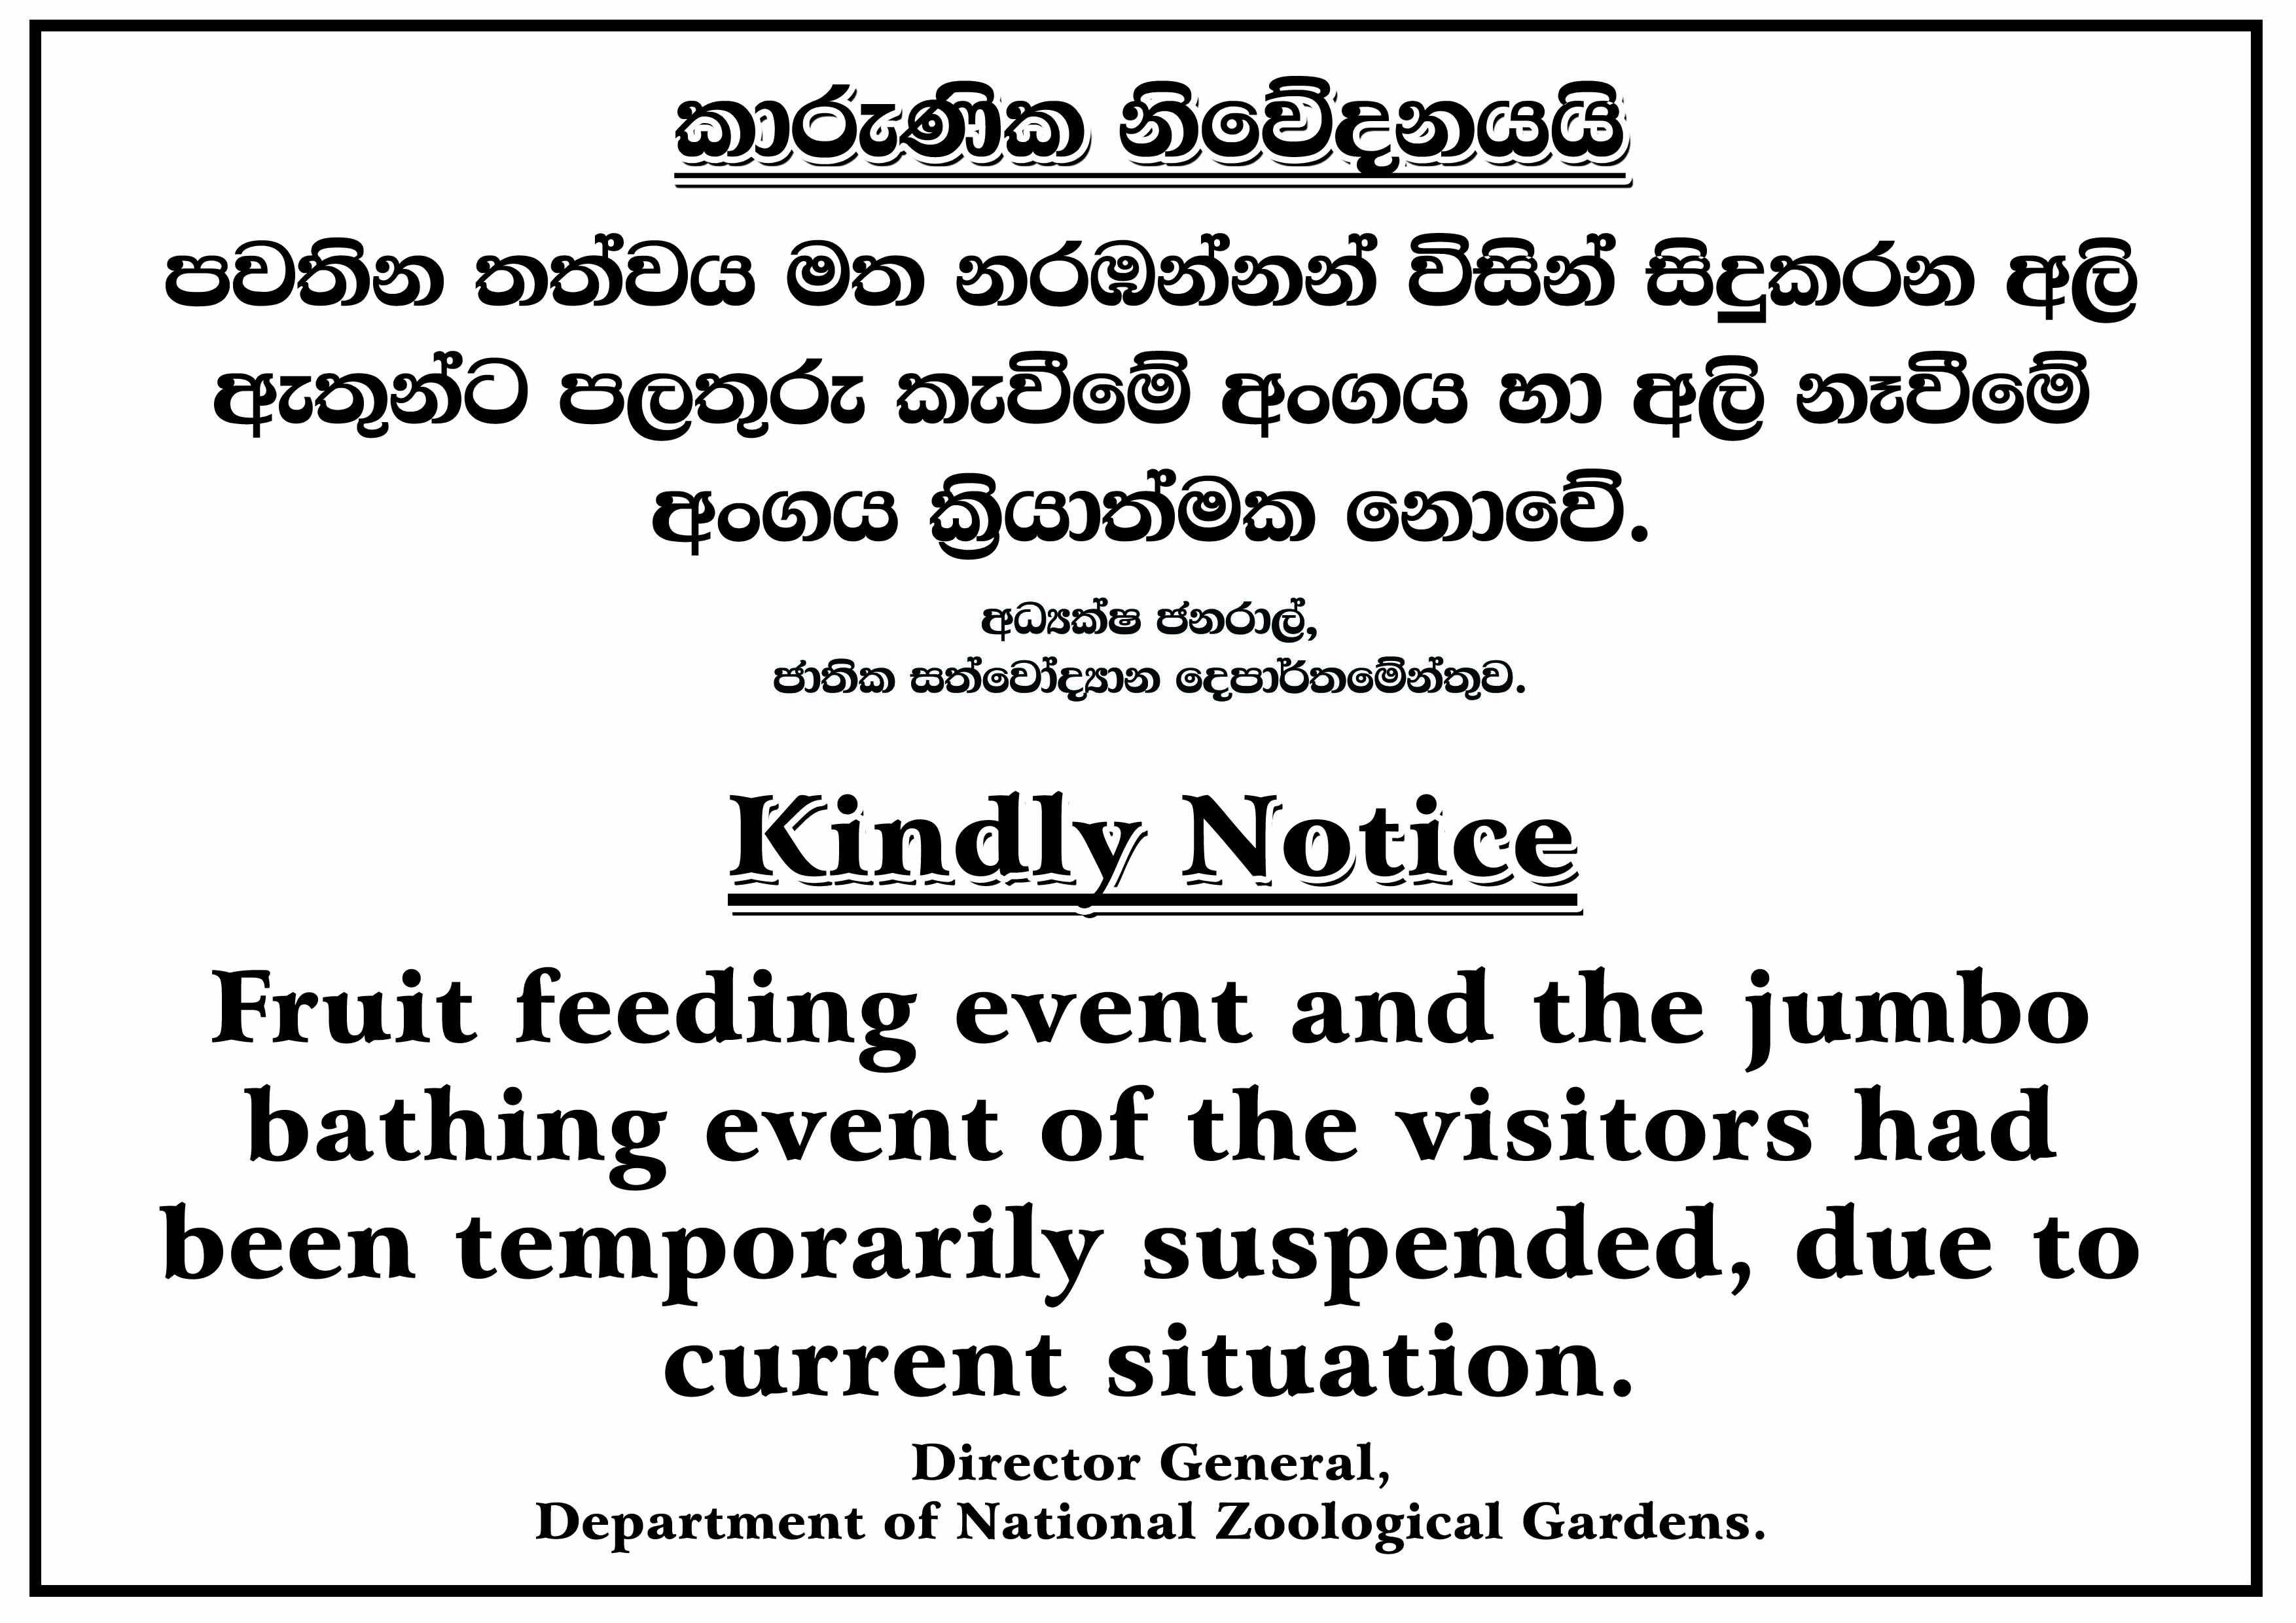 කාරුණික නිවේදනයයි
පවතින තත්වය මත නරඹන්නන් විසින් සිදුකරන අලි
ඇතුන්ට පලතුරු කැවීමේ අංගය හා අලි නෑවීමේ
අංගය ක්‍රියාත්මක නොවේ.
අධ්‍යක්ෂ ජනරාල්,
ජාතික සත්වෝද්‍යාන දෙපාර්තමේන්තුව.
Kindly Notice
Fruit feeding event and the jumbo
bathing event of the visitors had
been temporarily suspended, due to
current situation.
Director General,
Department of National Zoological Gardens.